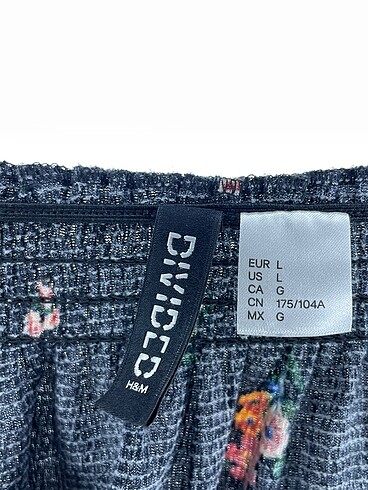 DIVIDED
H&M
EUR L
US L
CA G
CN 175/104A
MX G